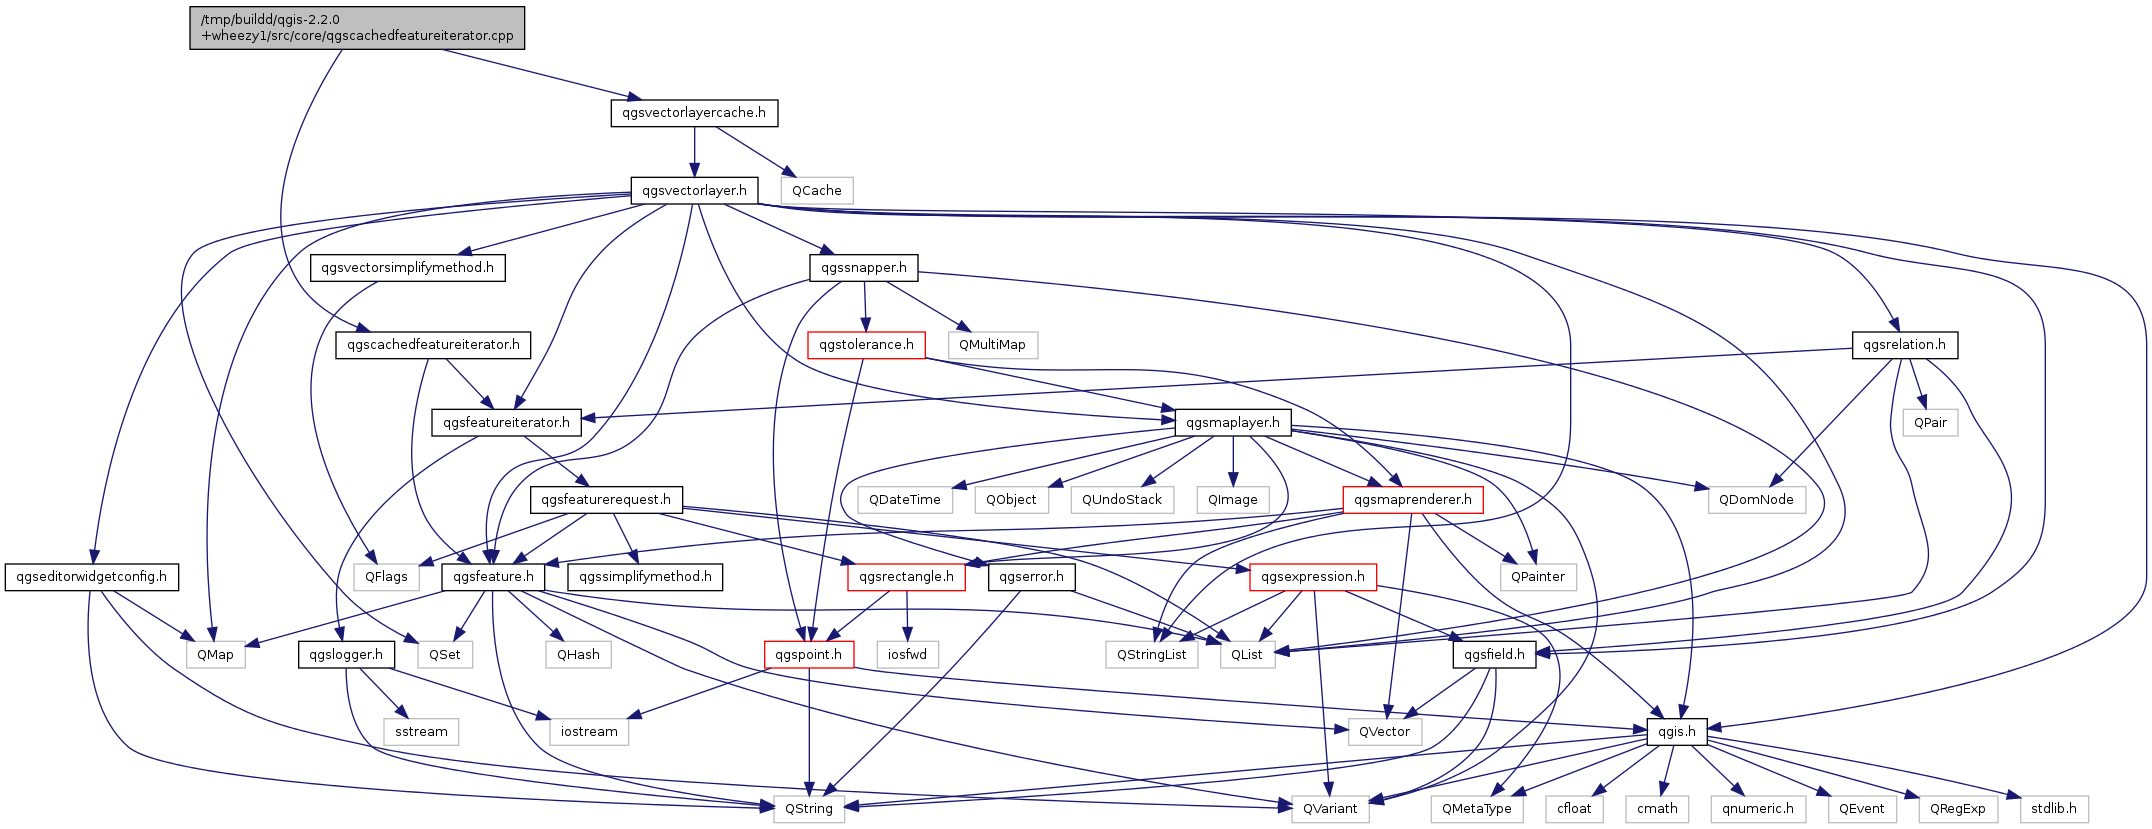 /tmp/buildd/qgis-2.2.0
+wheezy1/src/core/qgscachedfeatureiterator.cpp
qgsvectorlayercache.h
qgsvectorlayer.h
QCache
qgsvectorsimplifymethod.h
qgssnapper.h
qgscachedfeatureiterator.h
qgstolerance.h
QMultiMap
qgsrelation.h
qgsfeatureiterator.h
qgsmaplayer.h
QPair
qgsfeaturerequest.h
QDateTime
QObject
QUndoStack
QImage
qgsmaprenderer.h
QDomNode
qgseditorwidgetconfig.h
QFlags
qgsfeature.h
qgssimplifymethod.h
qgsrectangle.h
qgserror.h
qgsexpression.h
QPainter
QMap
qgslogger.h
QSet
QHash
qgspoint.h
iosfwd
QStringList
QList
qgsfield.h
sstream
iostream
QVector
qgis.h
QString
QVariant
QMetaType
cfloat
cmath
qnumeric.h
QEvent
QRegExp
stdlib.h